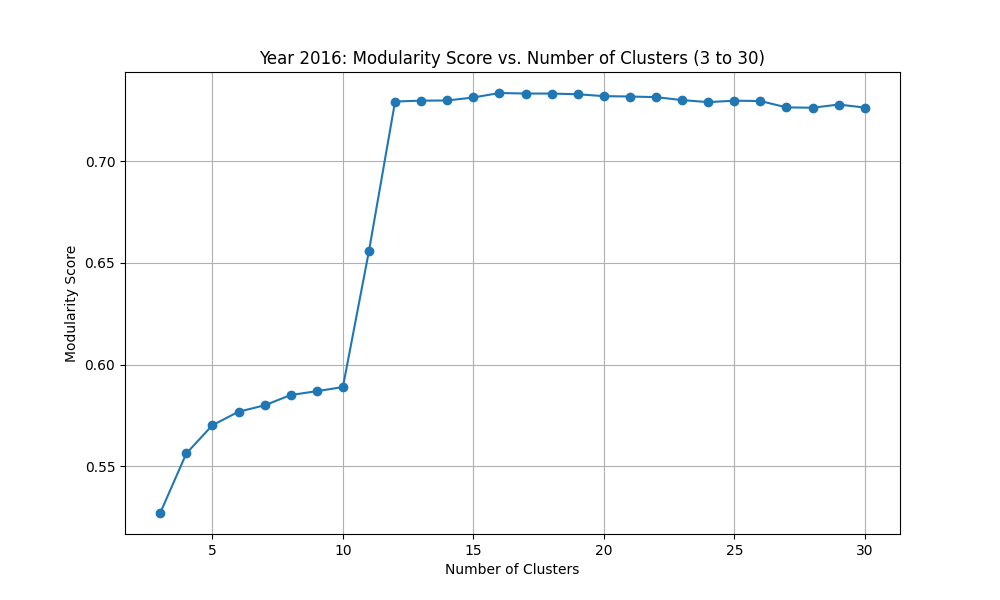 Year 2016: Modularity Score vs. Number of Clusters (3 to 30)
Modularity Score
0.70
0.65
0.60
0.55
5 10 15 20 25 30
Number of Clusters